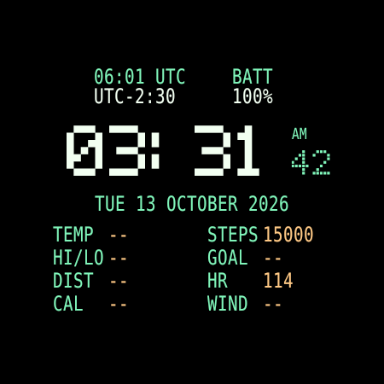 06:01 UTC BATT
UTC-2:30 100%
03:31 AM 42
TUE 13 OCTOBER 2026
TEMP -- STEPS 15000
HI/LO -- GOAL --
DIST -- HR 114
CAL -- WIND --